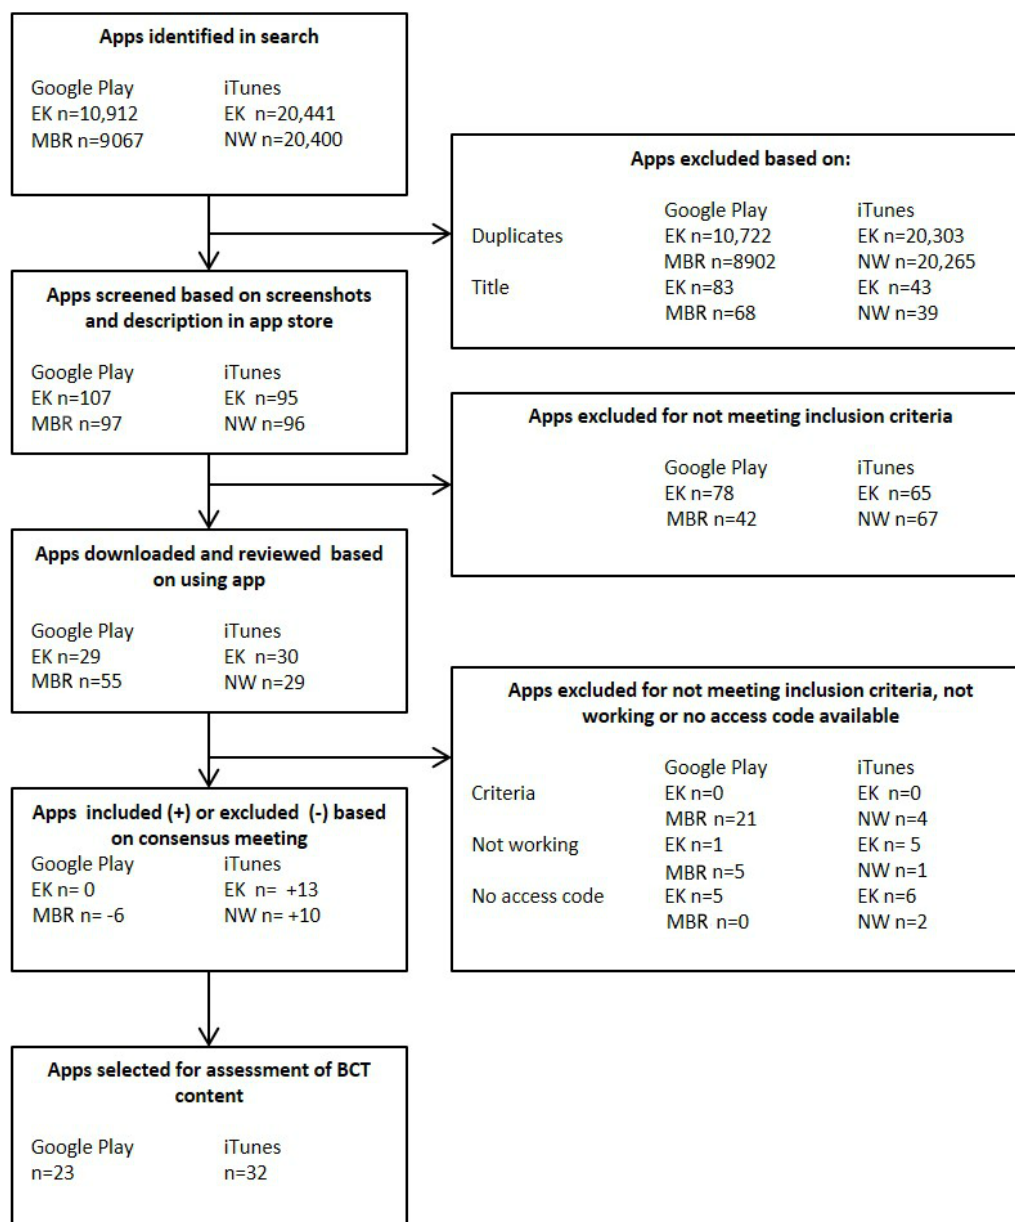 Apps identified in search
Google Play iTunes
EK n=10,912 EK n=20,441
MBR n=9067 NW n=20,400
Apps excluded based on:
Google Play iTunes
Duplicates EK n=10,722 EK n=20,303
MBR n=8902 NW n=20,265
Title EK n=83 EK n=43
MBR n=68 NW n=39
Apps screened based on screenshots
and description in app store
Google Play iTunes
EK n=107 EK n=95
MBR n=97 NW n=96
Apps excluded for not meeting inclusion criteria
Google Play iTunes
EK n=78 EK n=65
MBR n=42 NW n=67
Apps downloaded and reviewed based
on using app
Google Play iTunes
EK n=29 EK n=30
MBR n=55 NW n=29
Apps excluded for not meeting inclusion criteria, not
working or no access code available
Google Play iTunes
Criteria EK n=0 EK n=0
MBR n=21 NW n=4
Not working EK n=1 EK n= 5
MBR n=5 NW n=1
No access code EK n=5 EK n=6
MBR n=0 NW n=2
Apps included (+) or excluded (-) based
on consensus meeting
Google Play iTunes
EK n= 0 EK n= +13
MBR n= -6 NW n= +10
Apps selected for assessment of BCT
content
Google Play iTunes
n=23 n=32